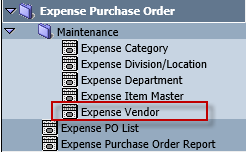 Expense Purchase Order
Maintenance
Expense Category
Expense Division/Location
Expense Department
Expense Item Master
Expense Vendor
Expense PO List
Expense Purchase Order Report